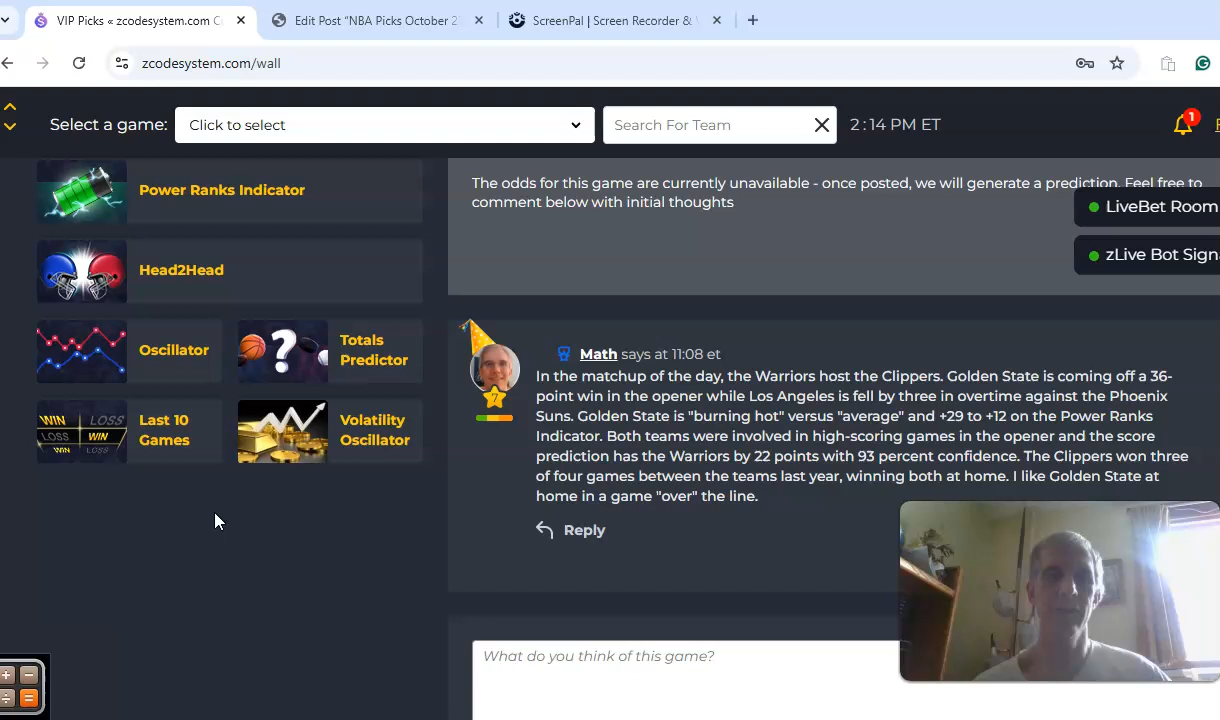 VIP Picks « zcodesystem.com C
Edit Post “NBA Picks October 2
ScreenPal | Screen Recorder &
zcodesystem.com/wall
Select a game:
Click to select
Search For Team
2:14 PM ET
1
Power Ranks Indicator
Head2Head
Oscillator
Totals
Predictor
WIN LOSS
LOSS WIN
WIN LOSS
Last 10
Games
Volatility
Oscillator
The odds for this game are currently unavailable - once posted, we will generate a prediction. Feel free to
comment below with initial thoughts
LiveBet Room
zLive Bot Signa
7
Math says at 11:08 et
In the matchup of the day, the Warriors host the Clippers. Golden State is coming off a 36-
point win in the opener while Los Angeles is fell by three in overtime against the Phoenix
Suns. Golden State is "burning hot" versus "average" and +29 to +12 on the Power Ranks
Indicator. Both teams were involved in high-scoring games in the opener and the score
prediction has the Warriors by 22 points with 93 percent confidence. The Clippers won three
of four games between the teams last year, winning both at home. I like Golden State at
home in a game "over" the line.
Reply
What do you think of this game?